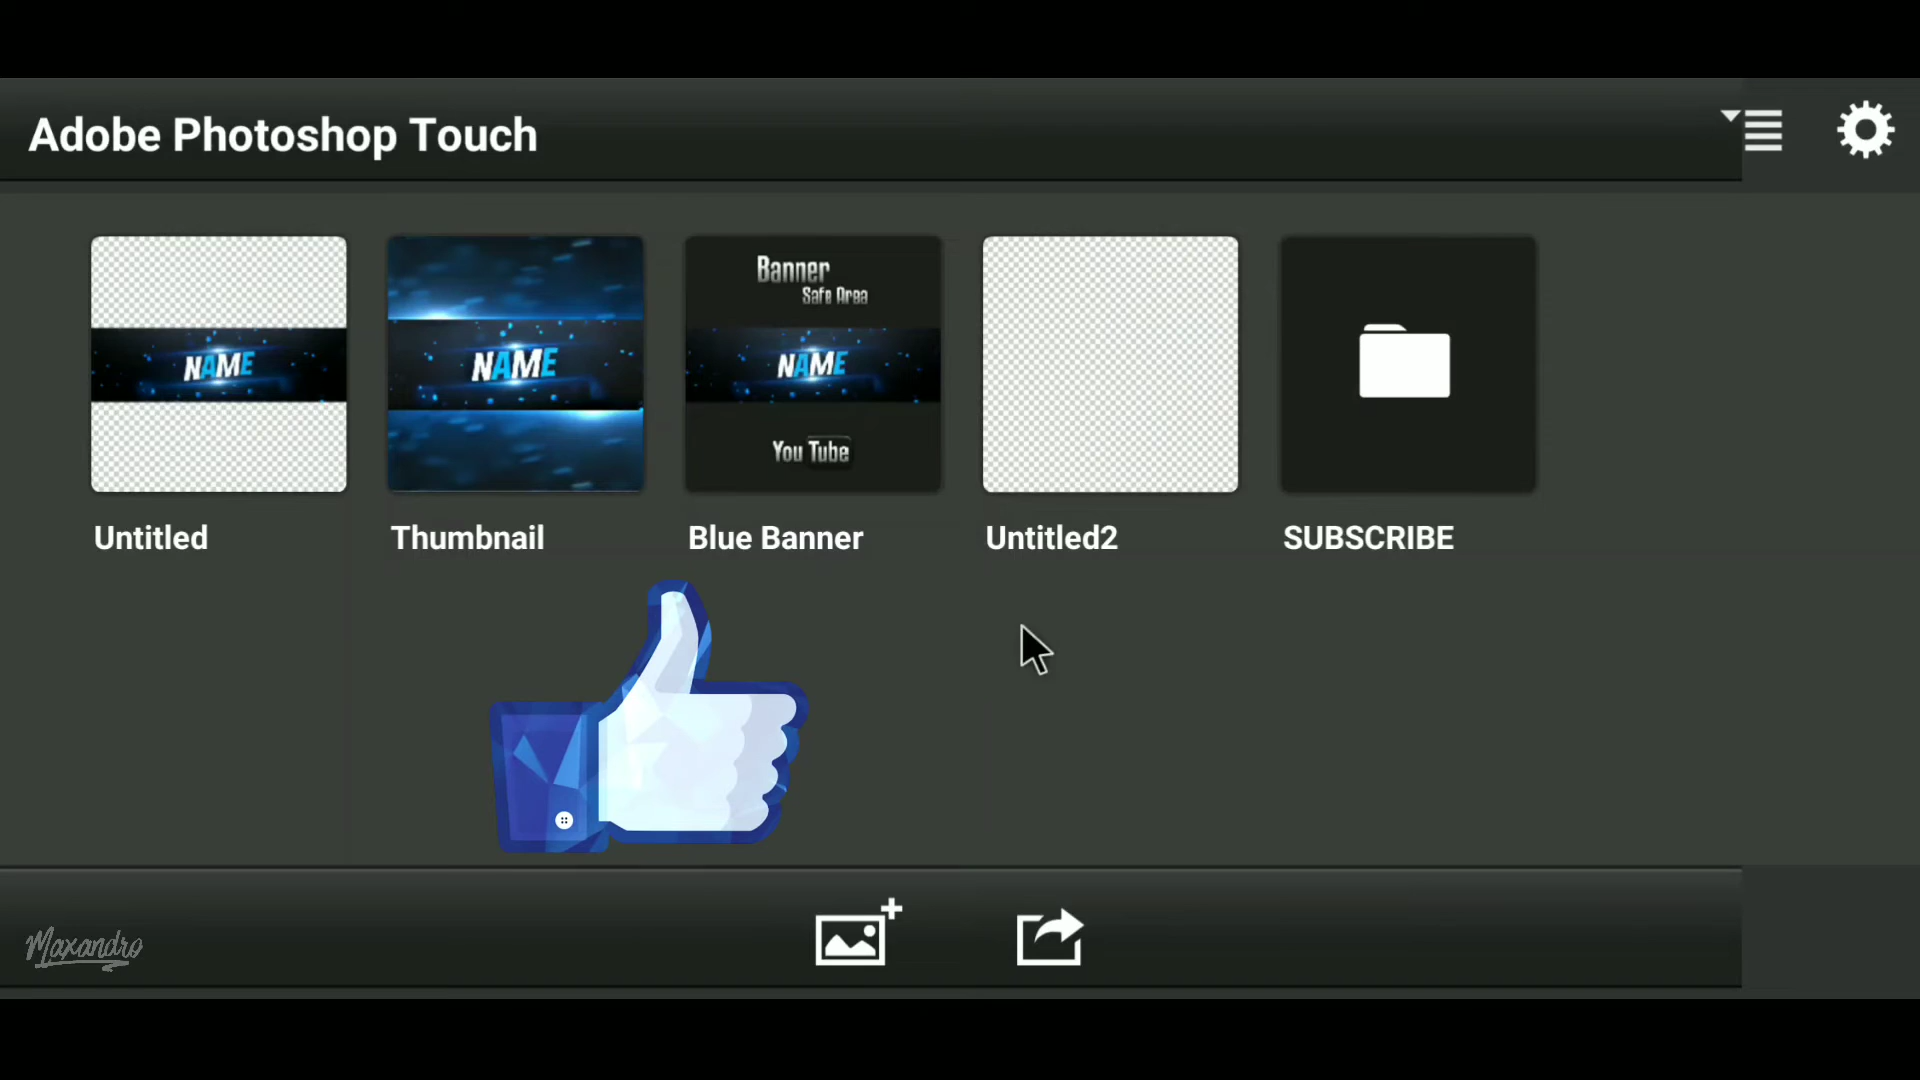 Adobe Photoshop Touch
NAME
NAME
Banner
Safe Area
NAME
You Tube
Untitled
Thumbnail
Blue Banner
Untitled2
SUBSCRIBE
Maxandro